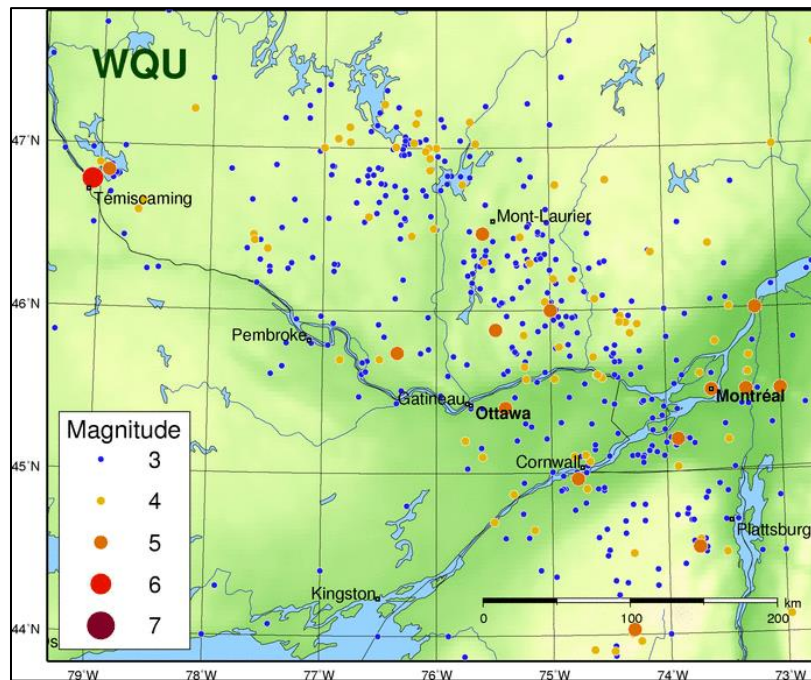 WQU
47°N
Témiscaming
Mont-Laurier
46°N
Pembroke
Gatineau
Ottawa
Montréal
Magnitude
3
4
5
6
7
45°N
Cornwall
Plattsburg
Kingston
km
0 100 200
44°N
79°W 78°W 77°W 76°W 75°W 74°W 73°W